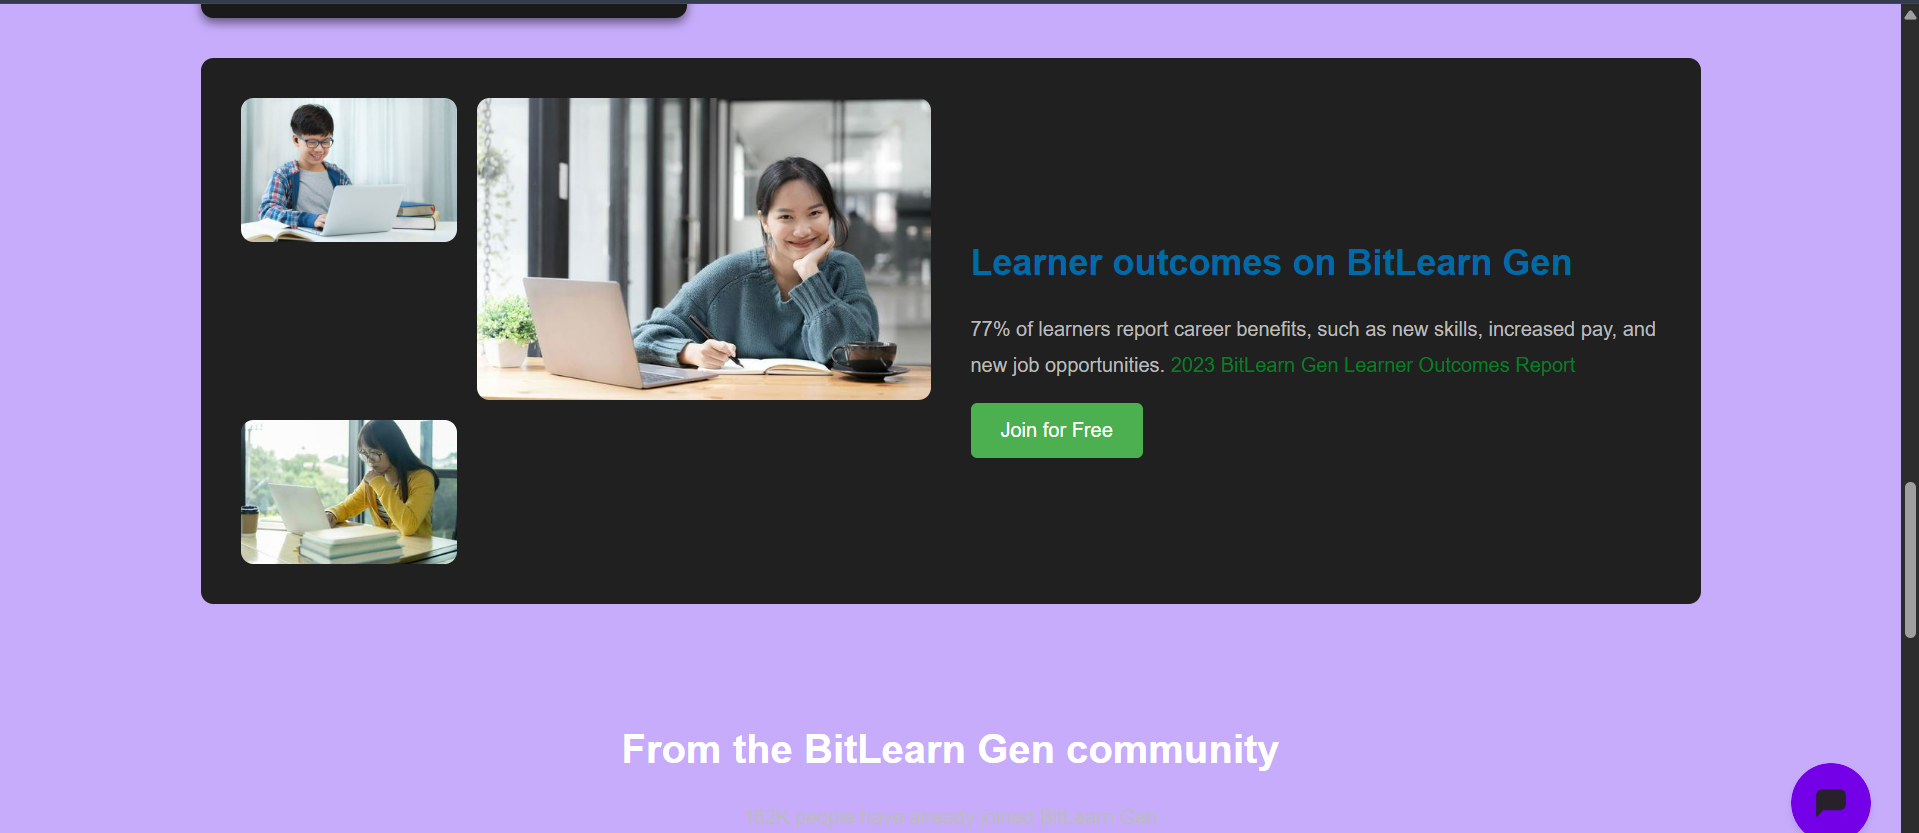 Learner outcomes on BitLearn Gen
77% of learners report career benefits, such as new skills, increased pay, and
new job opportunities. 2023 BitLearn Gen Learner Outcomes Report
Join for Free
From the BitLearn Gen community
162K people have already joined BitLearn Gen